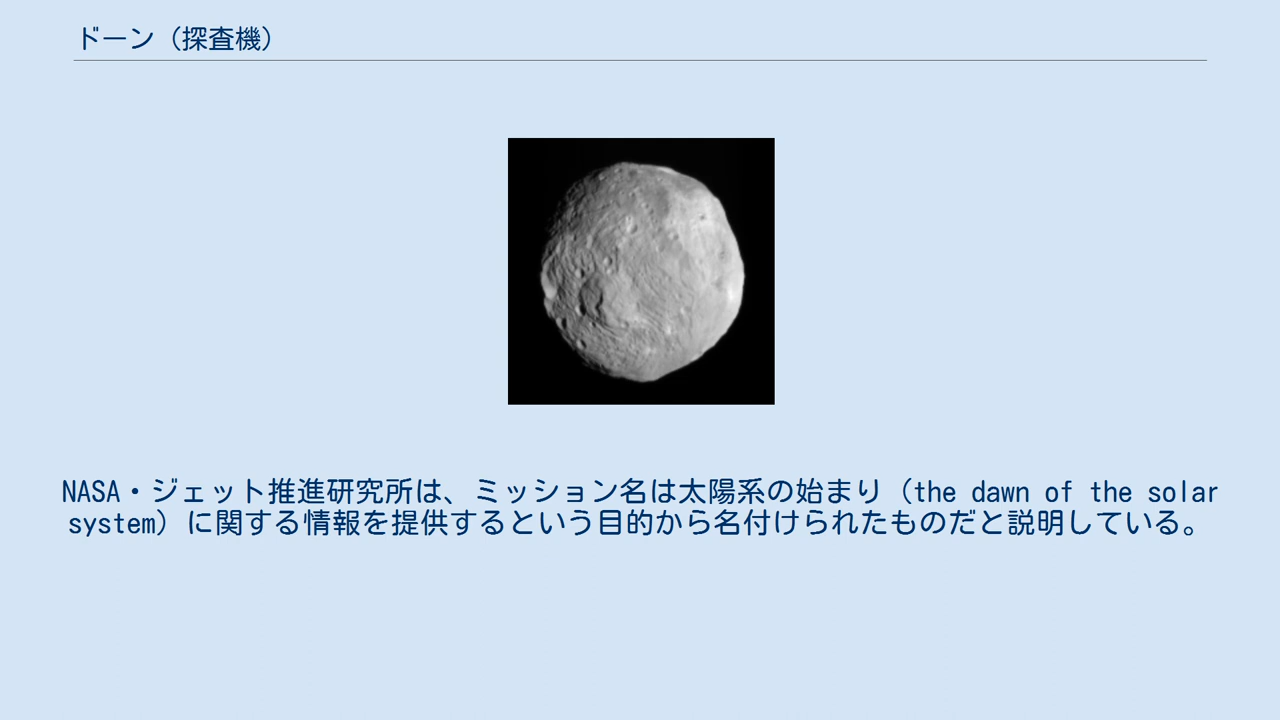 ドーン（探査機）
NASA・ジェット推進研究所は、ミッション名は太陽系の始まり（the dawn of the solar
system）に関する情報を提供するという目的から名付けられたものだと説明している。